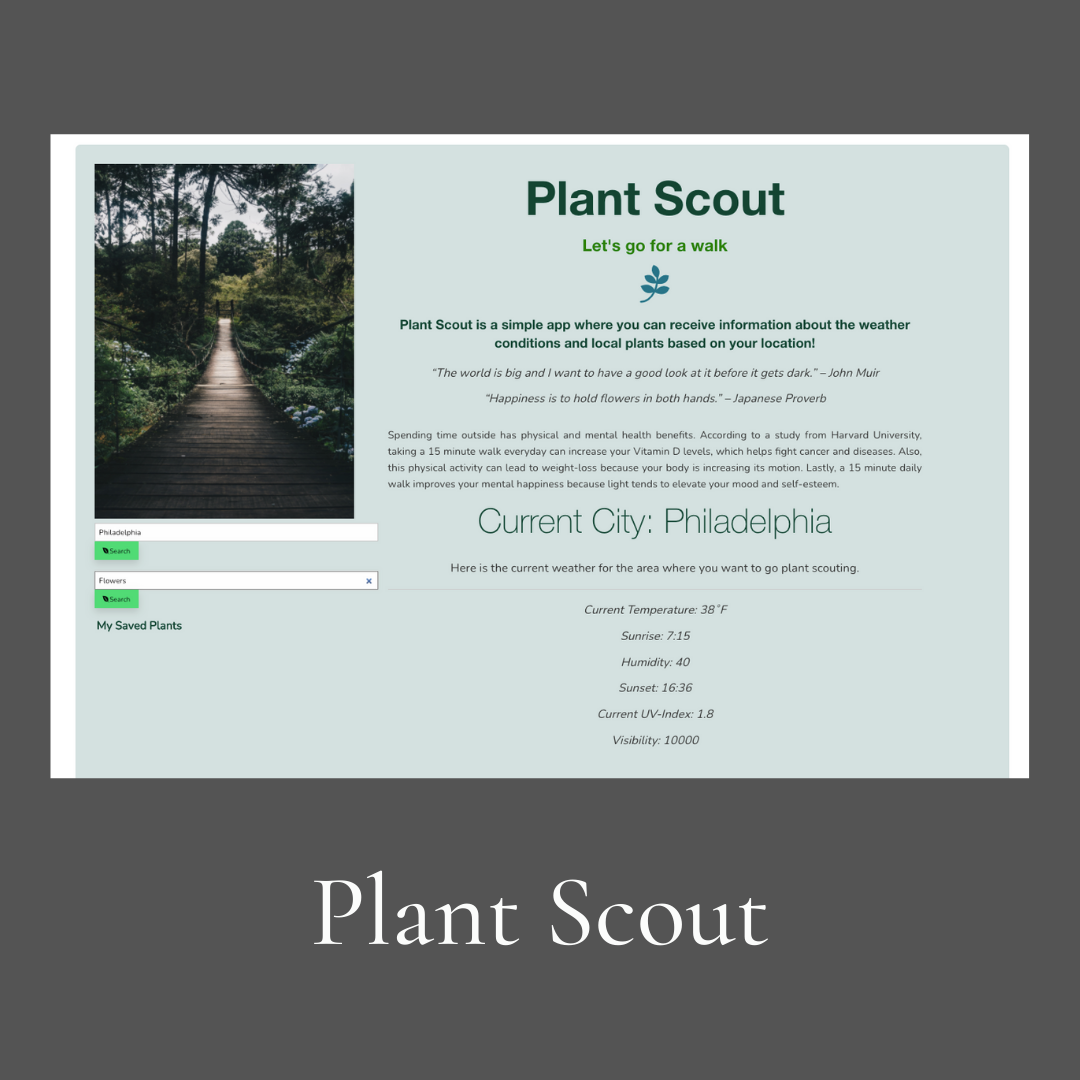 Plant Scout
Let's go for a walk
Plant Scout is a simple app where you can receive information about the weather
conditions and local plants based on your location!
“The world is big and I want to have a good look at it before it gets dark.” – John Muir
“Happiness is to hold flowers in both hands.” – Japanese Proverb
Spending time outside has physical and mental health benefits. According to a study from Harvard University,
taking a 15 minute walk everyday can increase your Vitamin D levels, which helps fight cancer and diseases. Also,
this physical activity can lead to weight-loss because your body is increasing its motion. Lastly, a 15 minute daily
walk improves your mental happiness because light tends to elevate your mood and self-esteem.
Philadelphia
Search
Flowers
Search
My Saved Plants
Current City: Philadelphia
Here is the current weather for the area where you want to go plant scouting.
Current Temperature: 38˚F
Sunrise: 7:15
Humidity: 40
Sunset: 16:36
Current UV-Index: 1.8
Visibility: 10000
Plant Scout